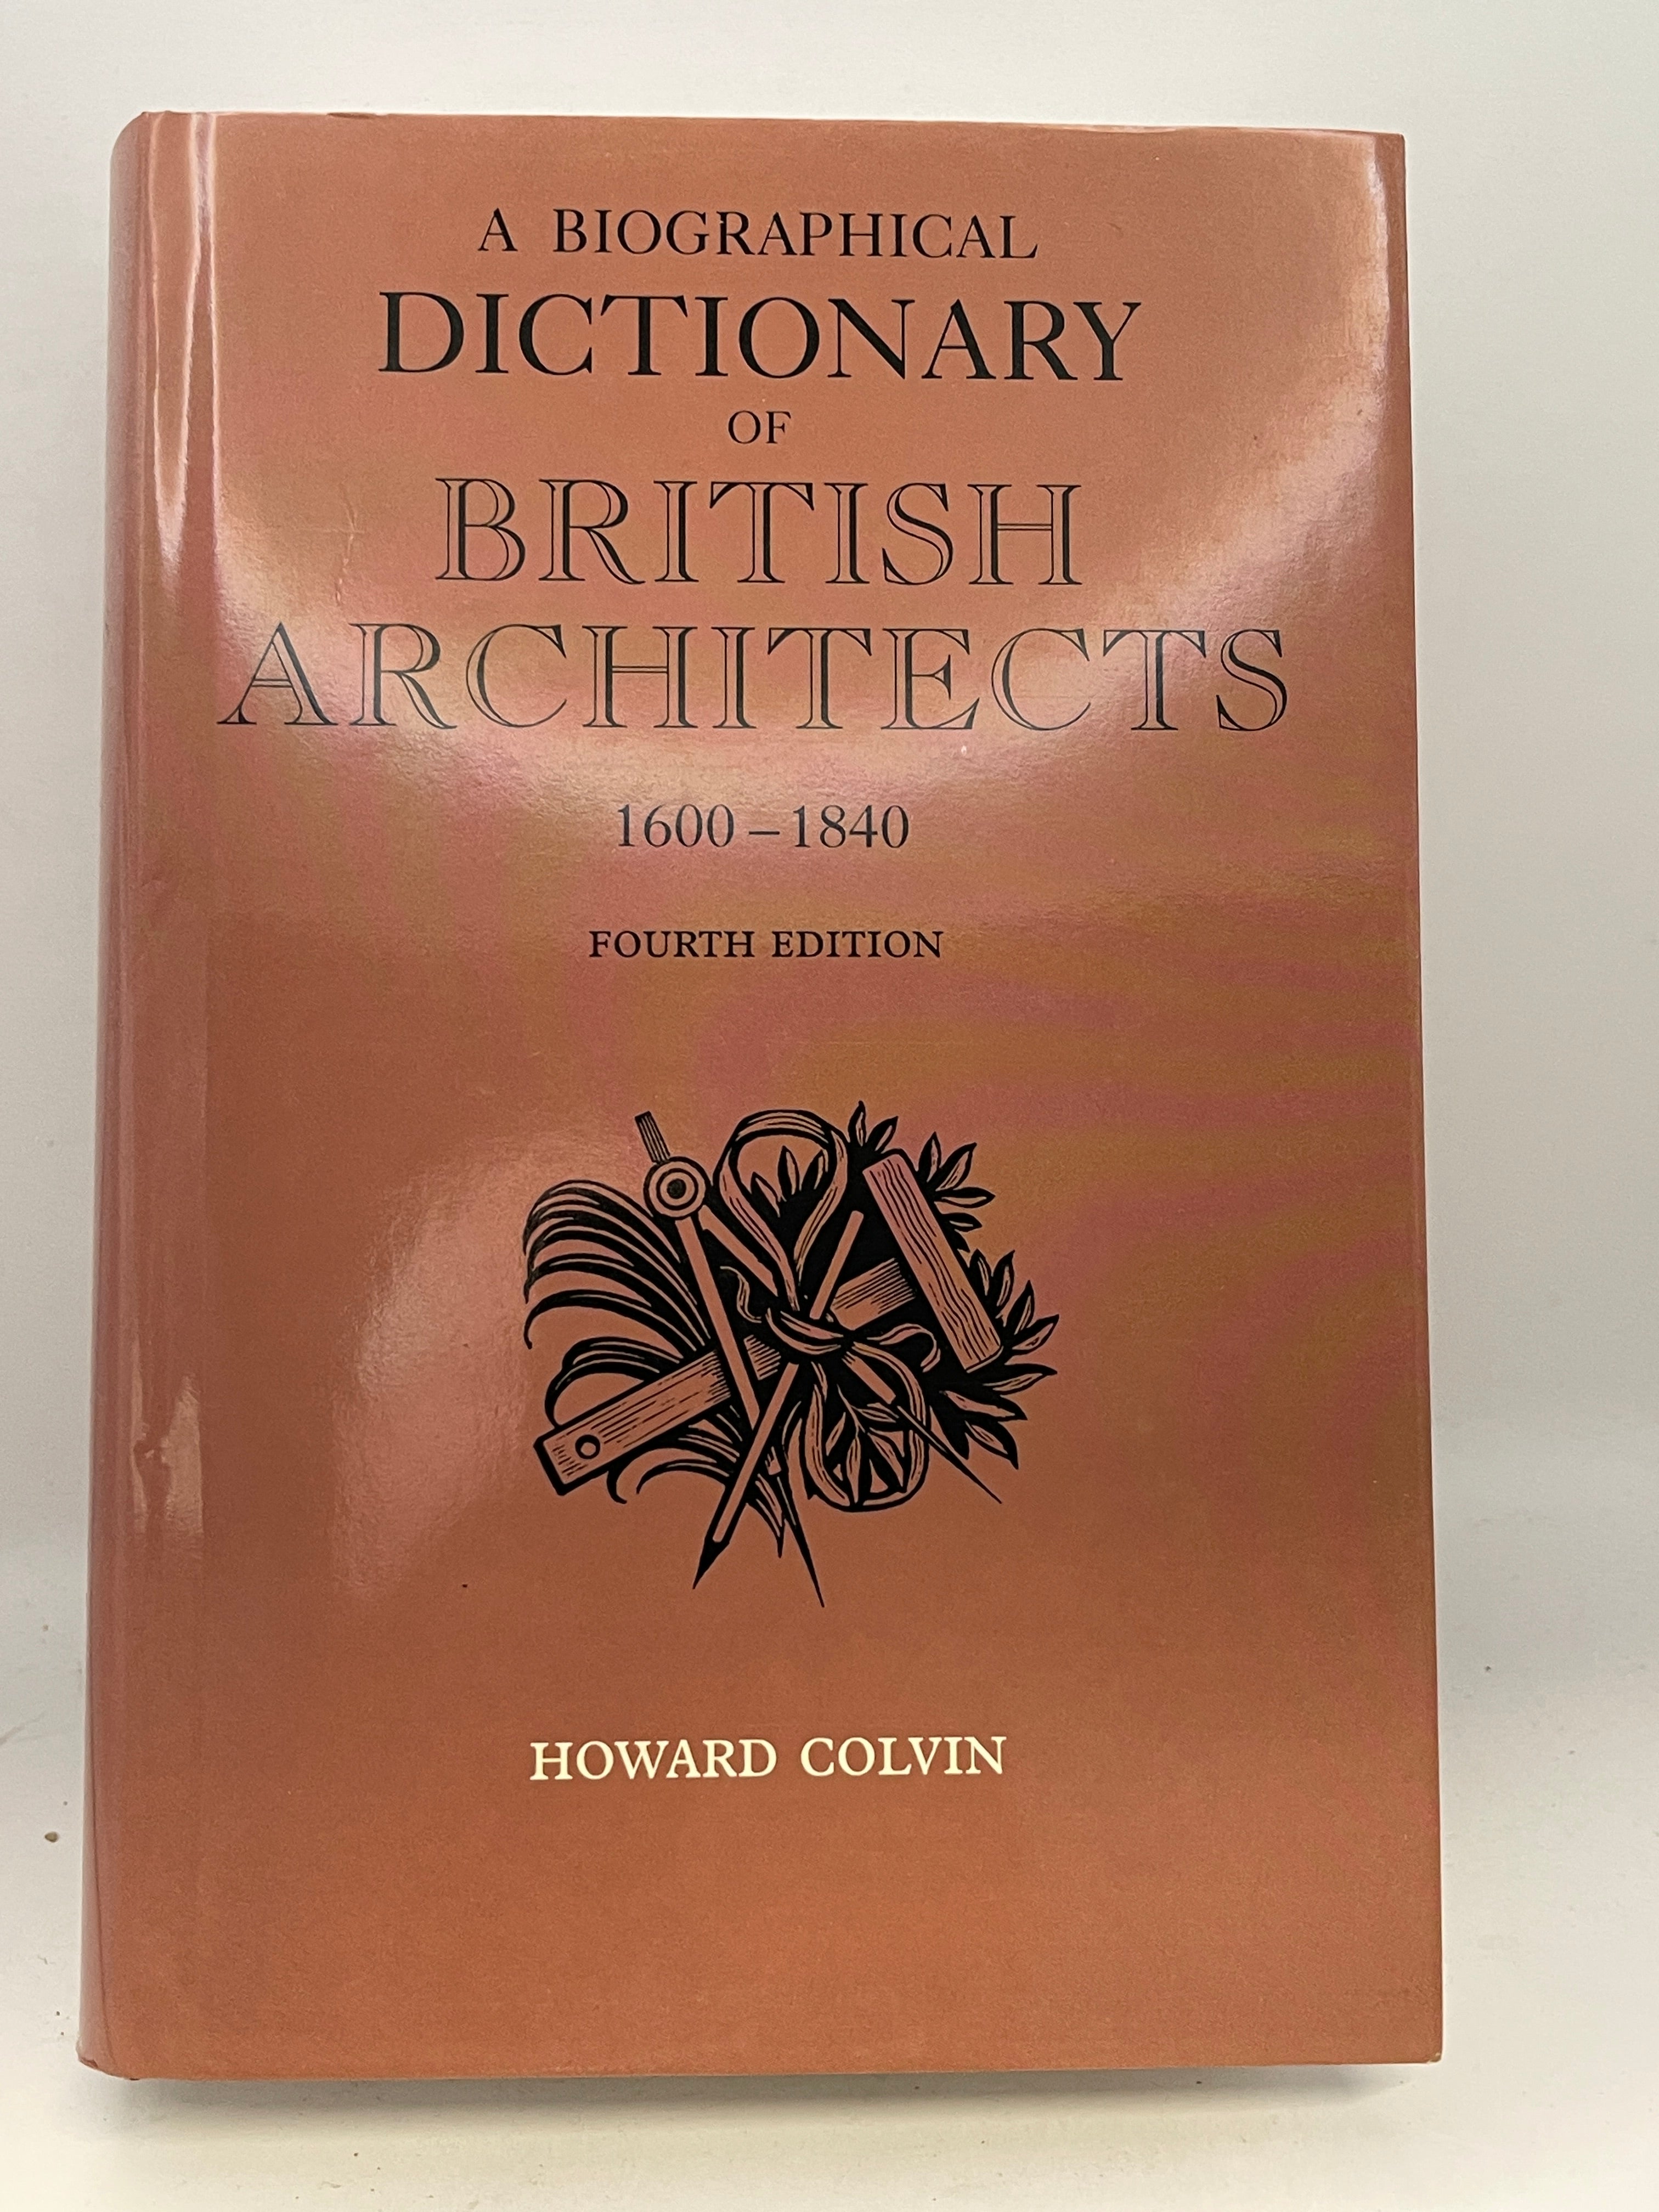 A BIOGRAPHICAL
DICTIONARY
OF
BRITISH
ARCHITECTS
1600 – 1840
FOURTH EDITION
HOWARD COLVIN